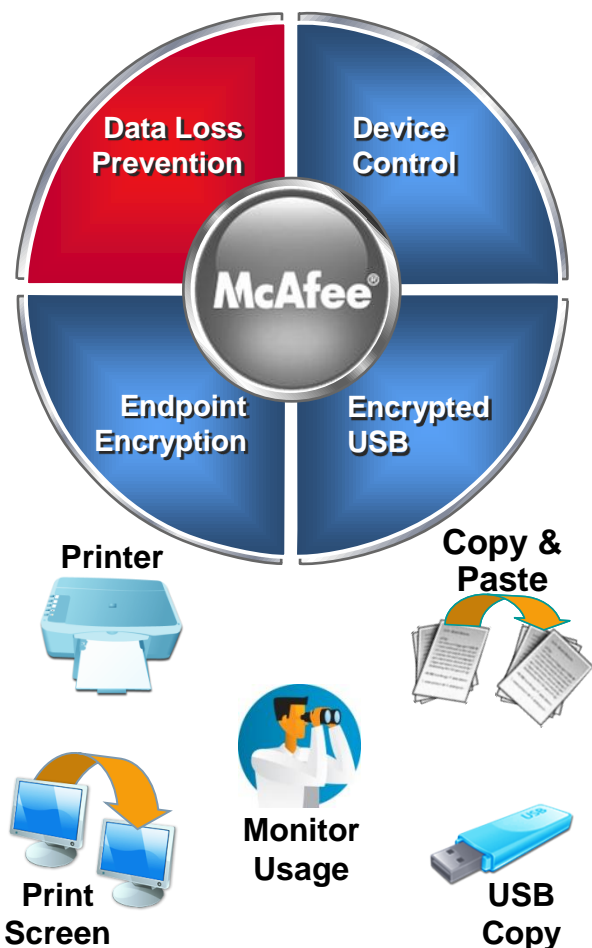 Data Loss
Prevention
Device
Control
McAfee®
Endpoint
Encryption
Encrypted
USB
Printer
Copy &
Paste
Monitor
Usage
Print
Screen
USB
USB
Copy